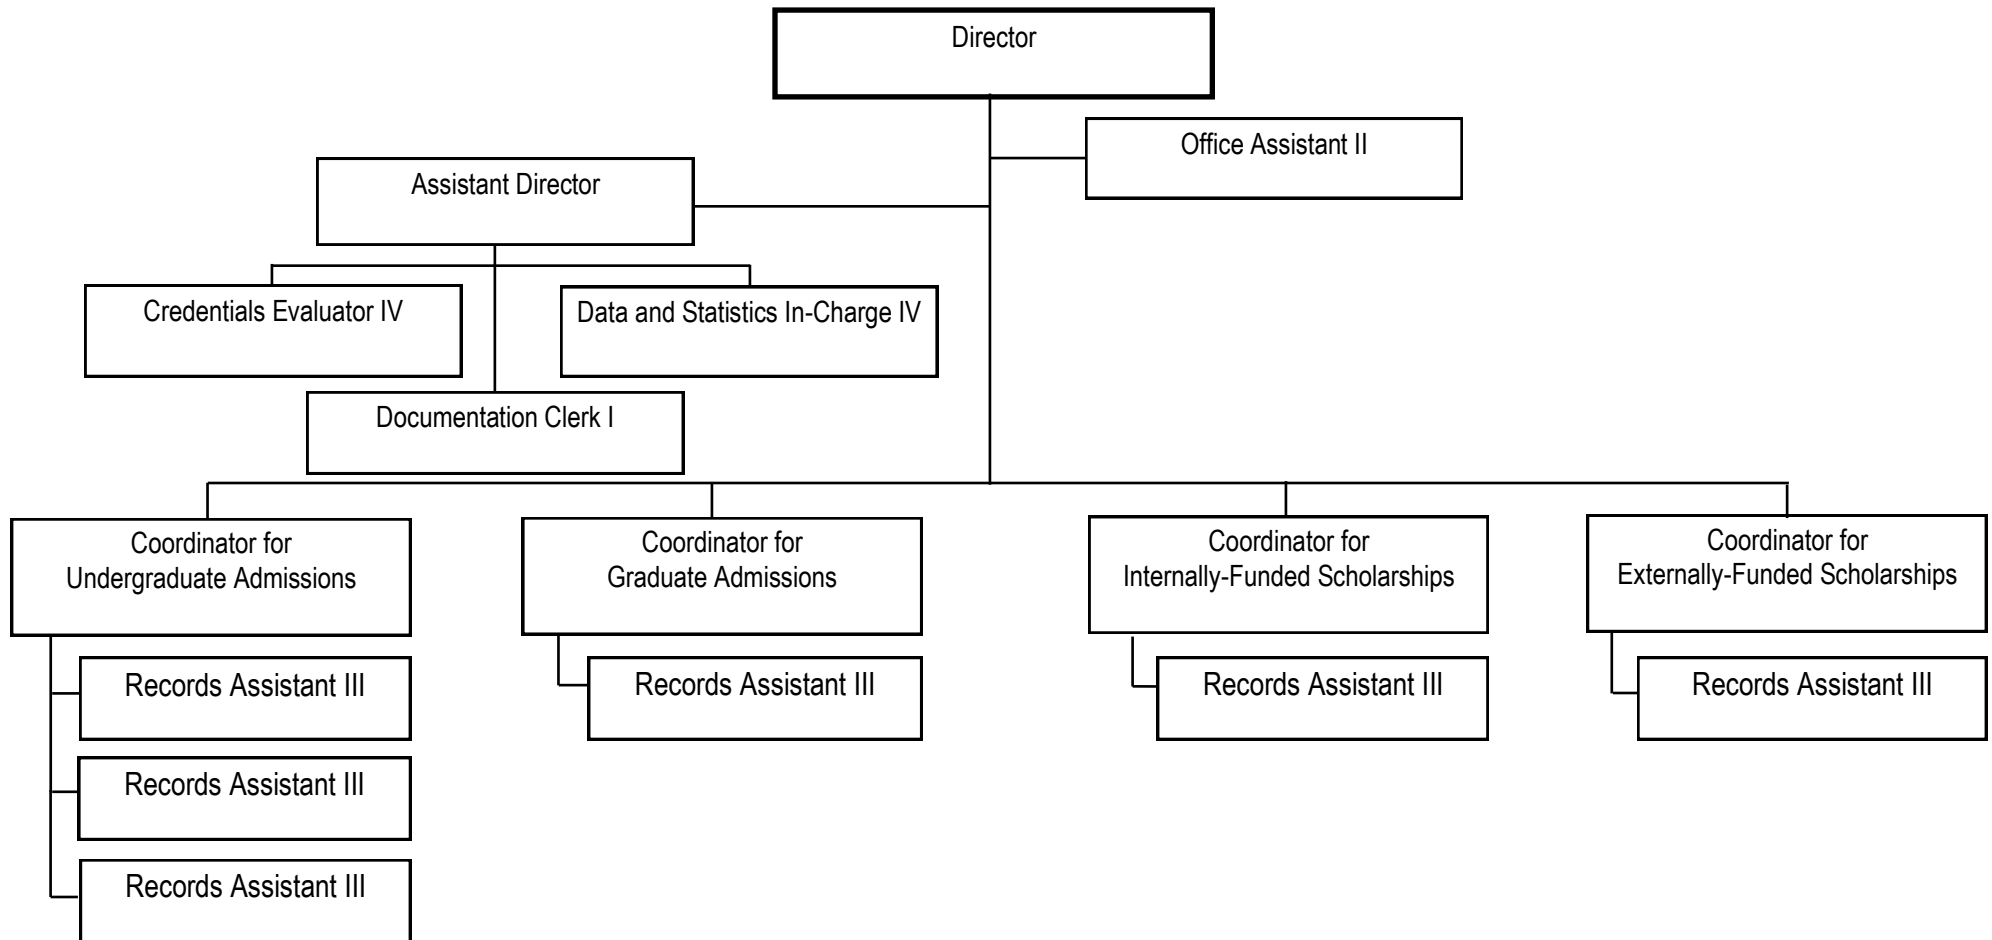 Director
Office Assistant II
Assistant Director
Credentials Evaluator IV
Data and Statistics In-Charge IV
Documentation Clerk I
Coordinator for
Undergraduate Admissions
Coordinator for
Graduate Admissions
Coordinator for
Internally-Funded Scholarships
Coordinator for
Externally-Funded Scholarships
Records Assistant III
Records Assistant III
Records Assistant III
Records Assistant III
Records Assistant III
Records Assistant III